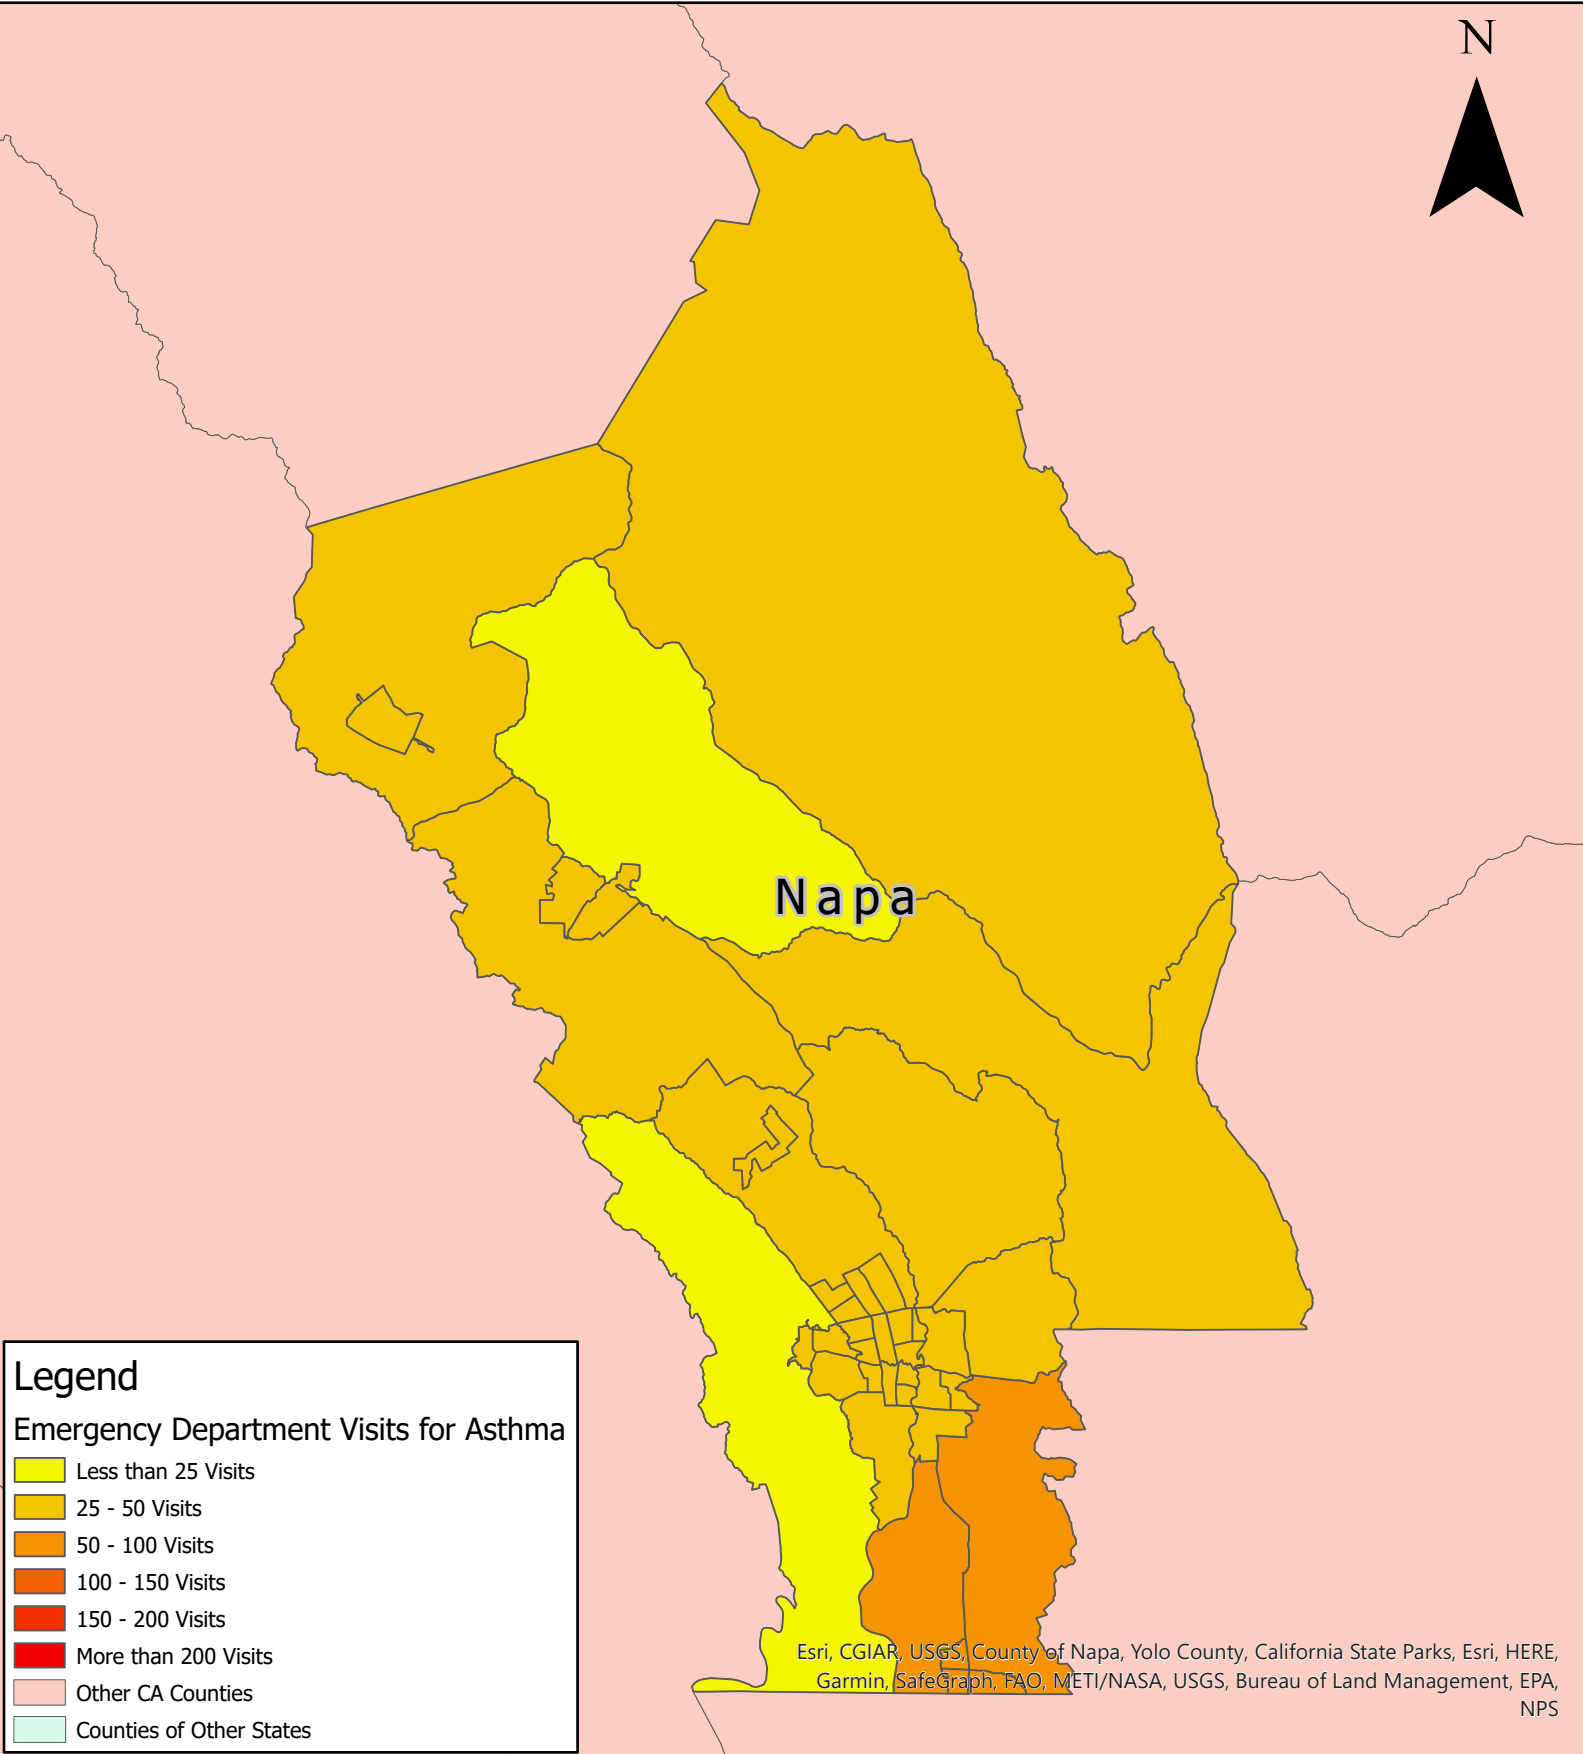 N
Napa
Legend
Emergency Department Visits for Asthma
Less than 25 Visits
25 - 50 Visits
50 - 100 Visits
100 - 150 Visits
150 - 200 Visits
More than 200 Visits
Other CA Counties
Counties of Other States
Esri, CGIAR, USGS, County of Napa, Yolo County, California State Parks, Esri, HERE,
Garmin, SafeGraph, FAO, METI/NASA, USGS, Bureau of Land Management, EPA,
NPS